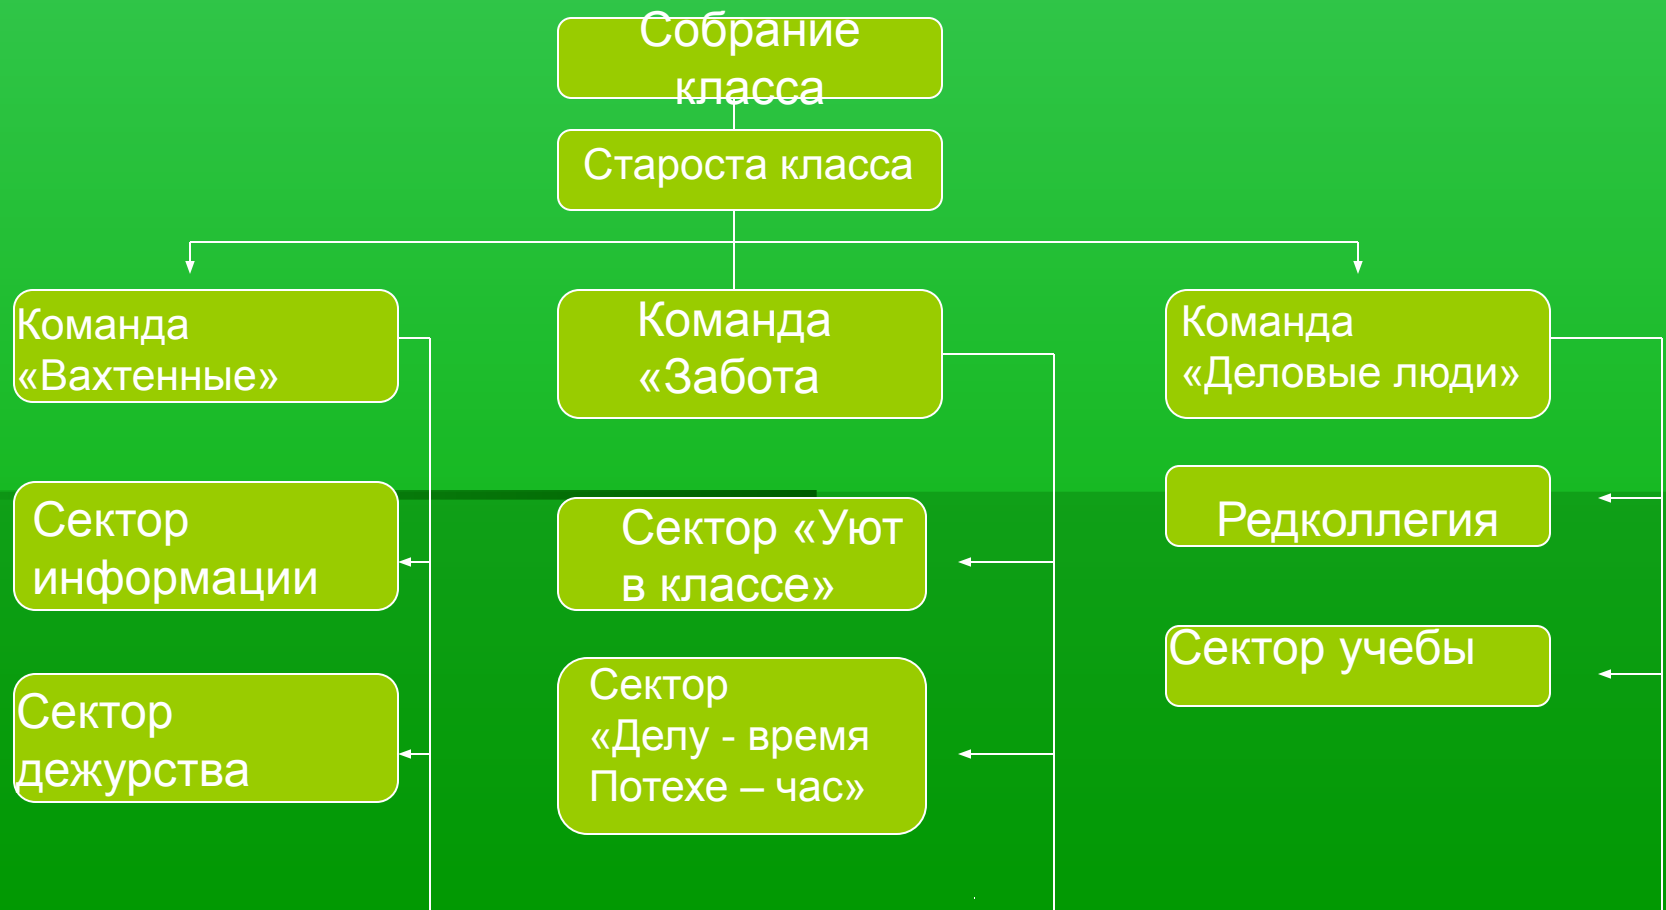 Собрание
класса
Староста класса
Команда
«Вахтенные»
Команда
«Забота
Команда
«Деловые люди»
Сектор
информации
Сектор «Уют
в классе»
Редколлегия
Сектор
дежурства
Сектор
«Делу - время
Потехе – час»
Сектор учебы